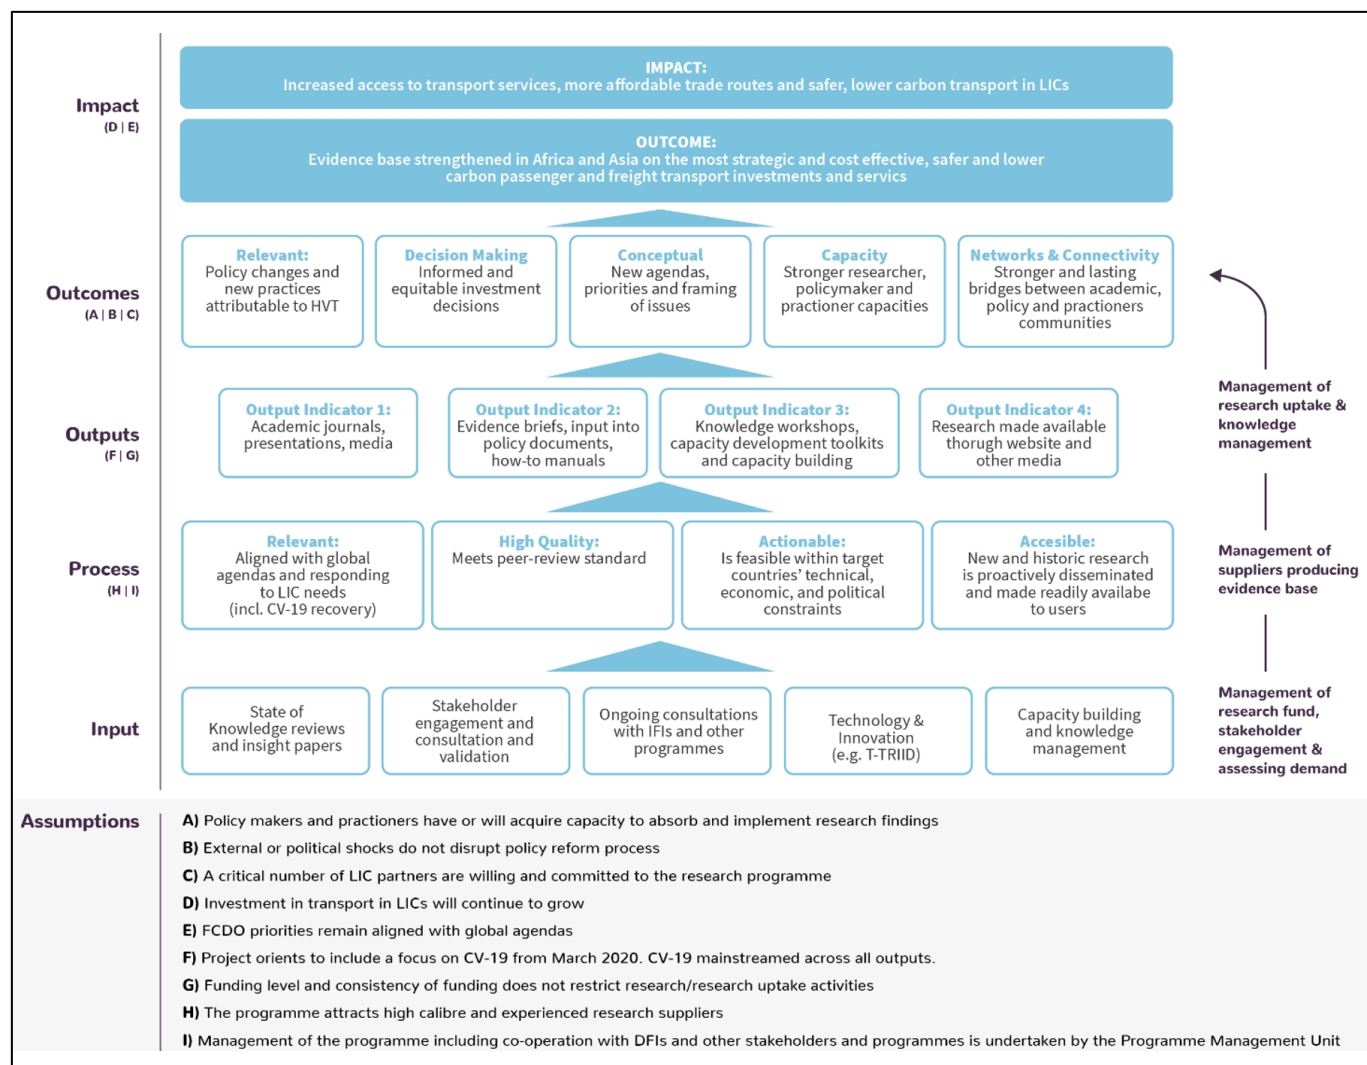 Impact
(D | E)
IMPACT:
Increased access to transport services, more affordable trade routes and safer, lower carbon transport in LICs
OUTCOME:
Evidence base strengthened in Africa and Asia on the most strategic and cost effective, safer and lower
carbon passenger and freight transport investments and servics
Outcomes
(A | B | C)
Relevant:
Policy changes and
new practices
attributable to HVT
Decision Making
Informed and
equitable investment
decisions
Conceptual
New agendas,
priorities and framing
of issues
Capacity
Stronger researcher,
policymaker and
practioner capacities
Networks & Connectivity
Stronger and lasting
bridges between academic,
policy and practioners
communities
Outputs
(F | G)
Output Indicator 1:
Academic journals,
presentations, media
Output Indicator 2:
Evidence briefs, input into
policy documents,
how-to manuals
Output Indicator 3:
Knowledge workshops,
capacity development toolkits
and capacity building
Output Indicator 4:
Research made available
thorugh website and
other media
Management of
research uptake &
knowledge
management
Process
(H | I)
Relevant:
Aligned with global
agendas and responding
to LIC needs
(incl. CV-19 recovery)
High Quality:
Meets peer-review standard
Actionable:
Is feasible within target
countries' technical,
economic, and political
constraints
Accesible:
New and historic research
is proactively disseminated
and made readily availabe
to users
Management of
suppliers producing
evidence base
Input
State of
Knowledge reviews
and insight papers
Stakeholder
engagement and
consultation and
validation
Ongoing consultations
with IFIs and other
programmes
Technology &
Innovation
(e.g. T-TRIID)
Capacity building
and knowledge
management
Management of
research fund,
stakeholder
engagement &
assessing demand
Assumptions
A) Policy makers and practioners have or will acquire capacity to absorb and implement research findings
B) External or political shocks do not disrupt policy reform process
C) A critical number of LIC partners are willing and committed to the research programme
D) Investment in transport in LICs will continue to grow
E) FCDO priorities remain aligned with global agendas
F) Project orients to include a focus on CV-19 from March 2020. CV-19 mainstreamed across all outputs.
G) Funding level and consistency of funding does not restrict research/research uptake activities
H) The programme attracts high calibre and experienced research suppliers
I) Management of the programme including co-operation with DFIs and other stakeholders and programmes is undertaken by the Programme Management Unit